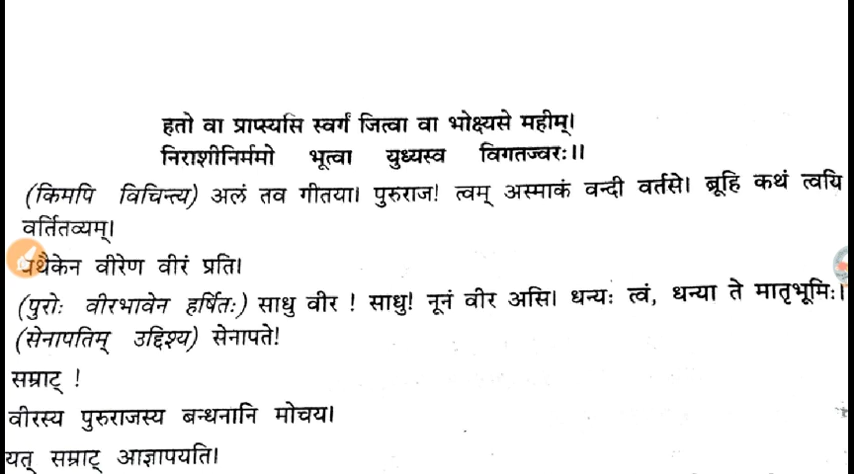 हतो वा प्राप्स्यसि स्वर्गं जित्वा वा भोक्ष्यसे महीम्।
निराशीनिर्ममो भूत्वा युध्यस्व विगतज्वरः।।
(किमपि विचिन्त्य) अलं तव गीतया। पुरुराज! त्वम् अस्माकं वन्दी वर्तसे। ब्रूहि कथं त्वयि
वर्तितव्यम्।
यथैकेन वीरेण वीरं प्रति।
(पुरोः वीरभावेन हर्षितः) साधु वीर ! साधु! नूनं वीर असि। धन्यः त्वं, धन्या ते मातृभूमिः।
(सेनापतिम् उद्दिश्य) सेनापते!
सम्राट् !
वीरस्य पुरुराजस्य बन्धनानि मोचय।
यत् सम्राट् आज्ञापयति।